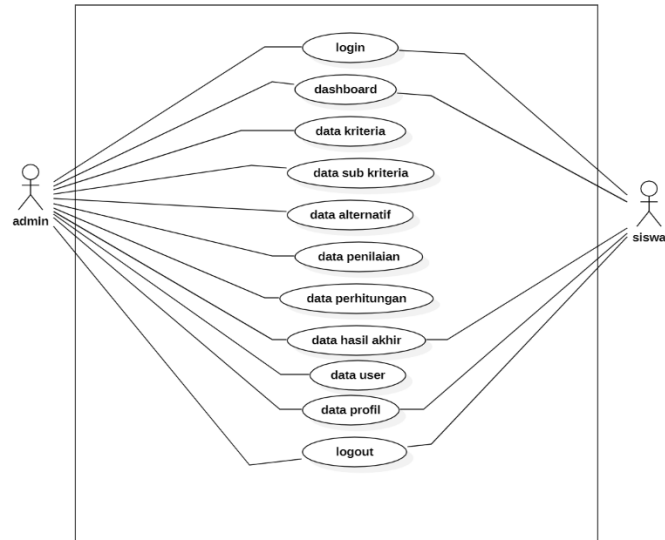 login
dashboard
data kriteria
data sub kriteria
admin
data alternatif
siswa
data penilaian
data perhitungan
data hasil akhir
data user
data profil
logout